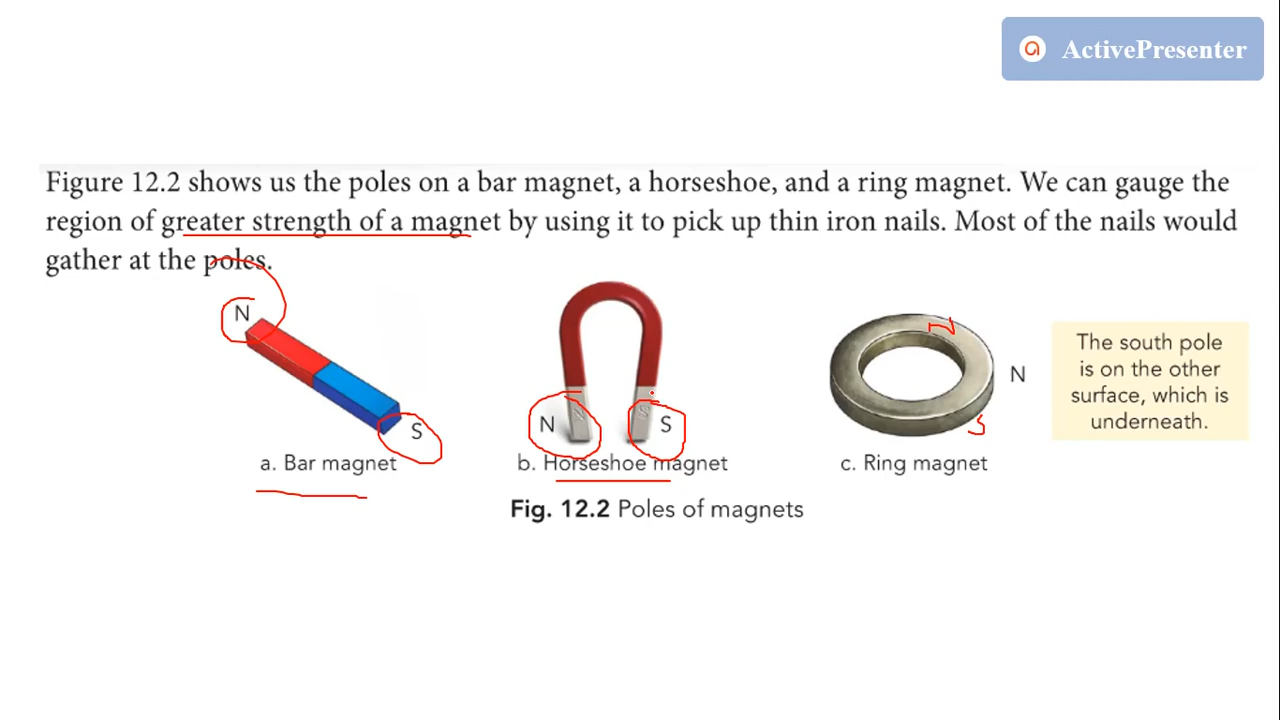 ActivePresenter
Figure 12.2 shows us the poles on a bar magnet, a horseshoe, and a ring magnet. We can gauge the
region of greater strength of a magnet by using it to pick up thin iron nails. Most of the nails would
gather at the poles.
N
S
a. Bar magnet
N
S
N
S
b. Horseshoe magnet
N
N
S
c. Ring magnet
The south pole
is on the other
surface, which is
underneath.
Fig. 12.2 Poles of magnets